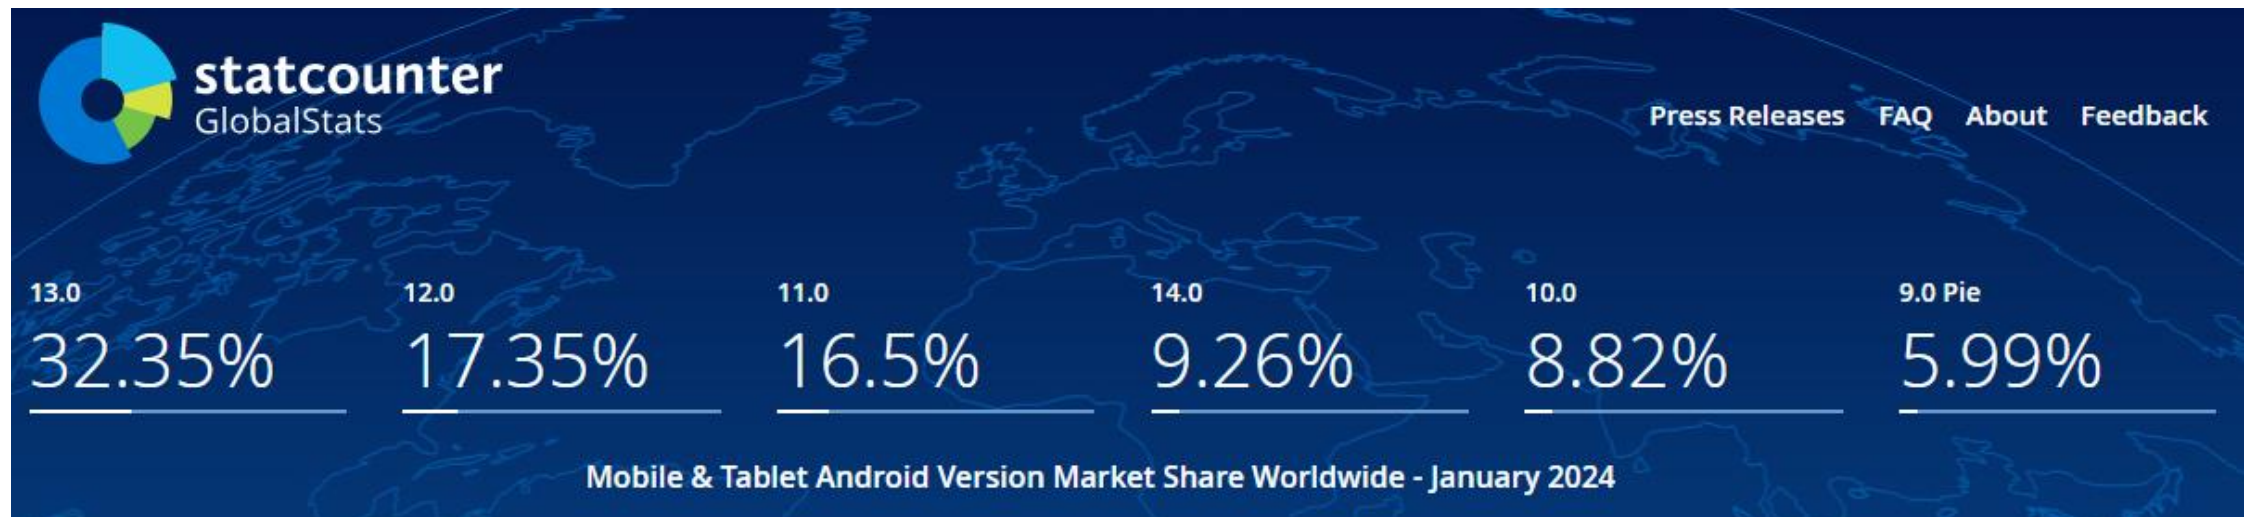 statcounter
GlobalStats
Press Releases FAQ About Feedback
13.0 12.0 11.0 14.0 10.0 9.0 Pie
32.35% 17.35% 16.5% 9.26% 8.82% 5.99%
Mobile & Tablet Android Version Market Share Worldwide - January 2024